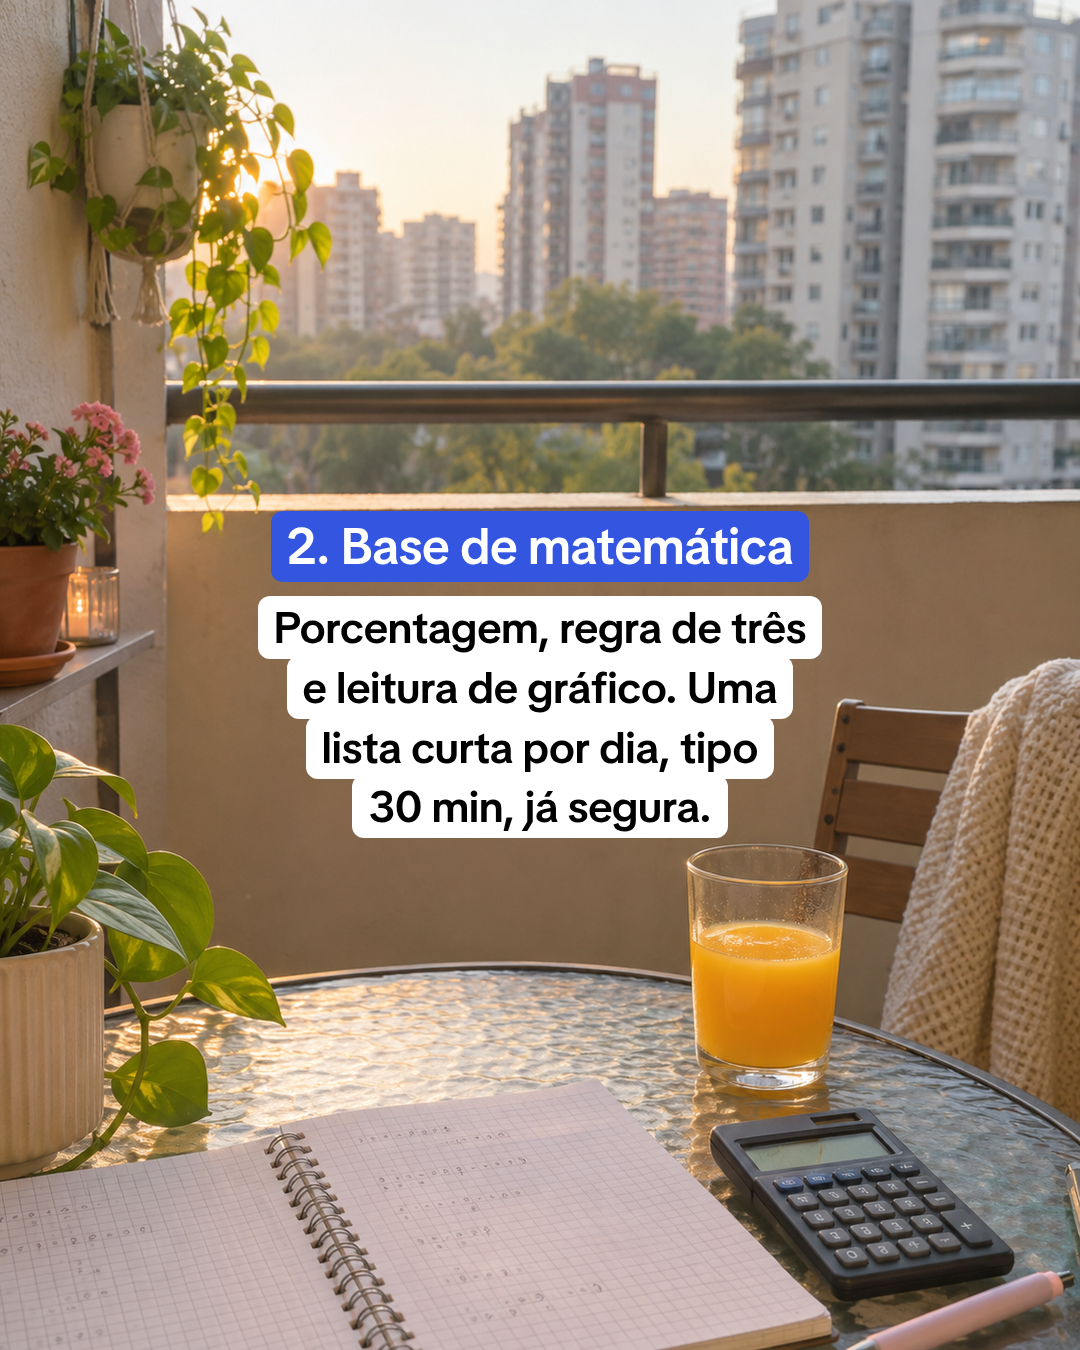 2. Base de matemática
Porcentagem, regra de três
e leitura de gráfico. Uma
lista curta por dia, tipo
30 min, já segura.